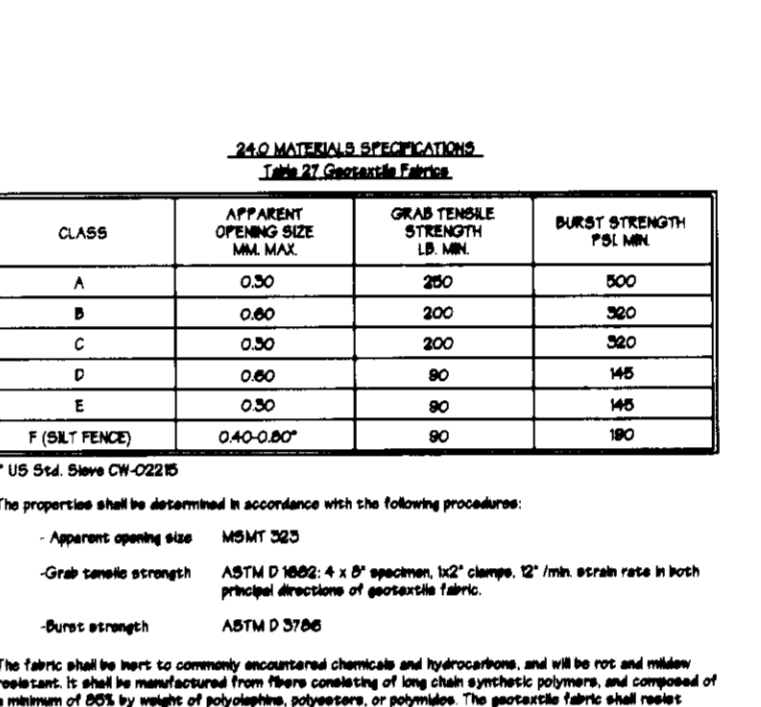 24.0 MATERIALS SPECIFICATIONS
Table 27 Geotextile Fabrics
CLASS
APPARENT OPENING SIZE MM. MAX.
GRAB TENSILE STRENGTH LB. MIN.
BURST STRENGTH PSI. MIN.
A 0.30 250 500
B 0.60 200 320
C 0.30 200 320
D 0.60 90 145
E 0.30 90 145
F (SILT FENCE) 0.40-0.80* 90 190
* US Std. Sieve CW-02215
The properties shall be determined in accordance with the following procedures:
- Apparent opening size MSMT 323
-Grab tensile strength ASTM D 1682: 4 x 8" specimen, 1x2" clamps, 12" /min. strain rate in both
principal directions of geotextile fabric.
-Burst strength ASTM D 3786
The fabric shall be inert to commonly encountered chemicals and hydrocarbons, and will be rot and mildew
resistant. It shall be manufactured from fibers consisting of long chain synthetic polymers, and composed of
a minimum of 85% by weight of polyolephins, polyesters, or polymides. The geotextile fabric shall resist